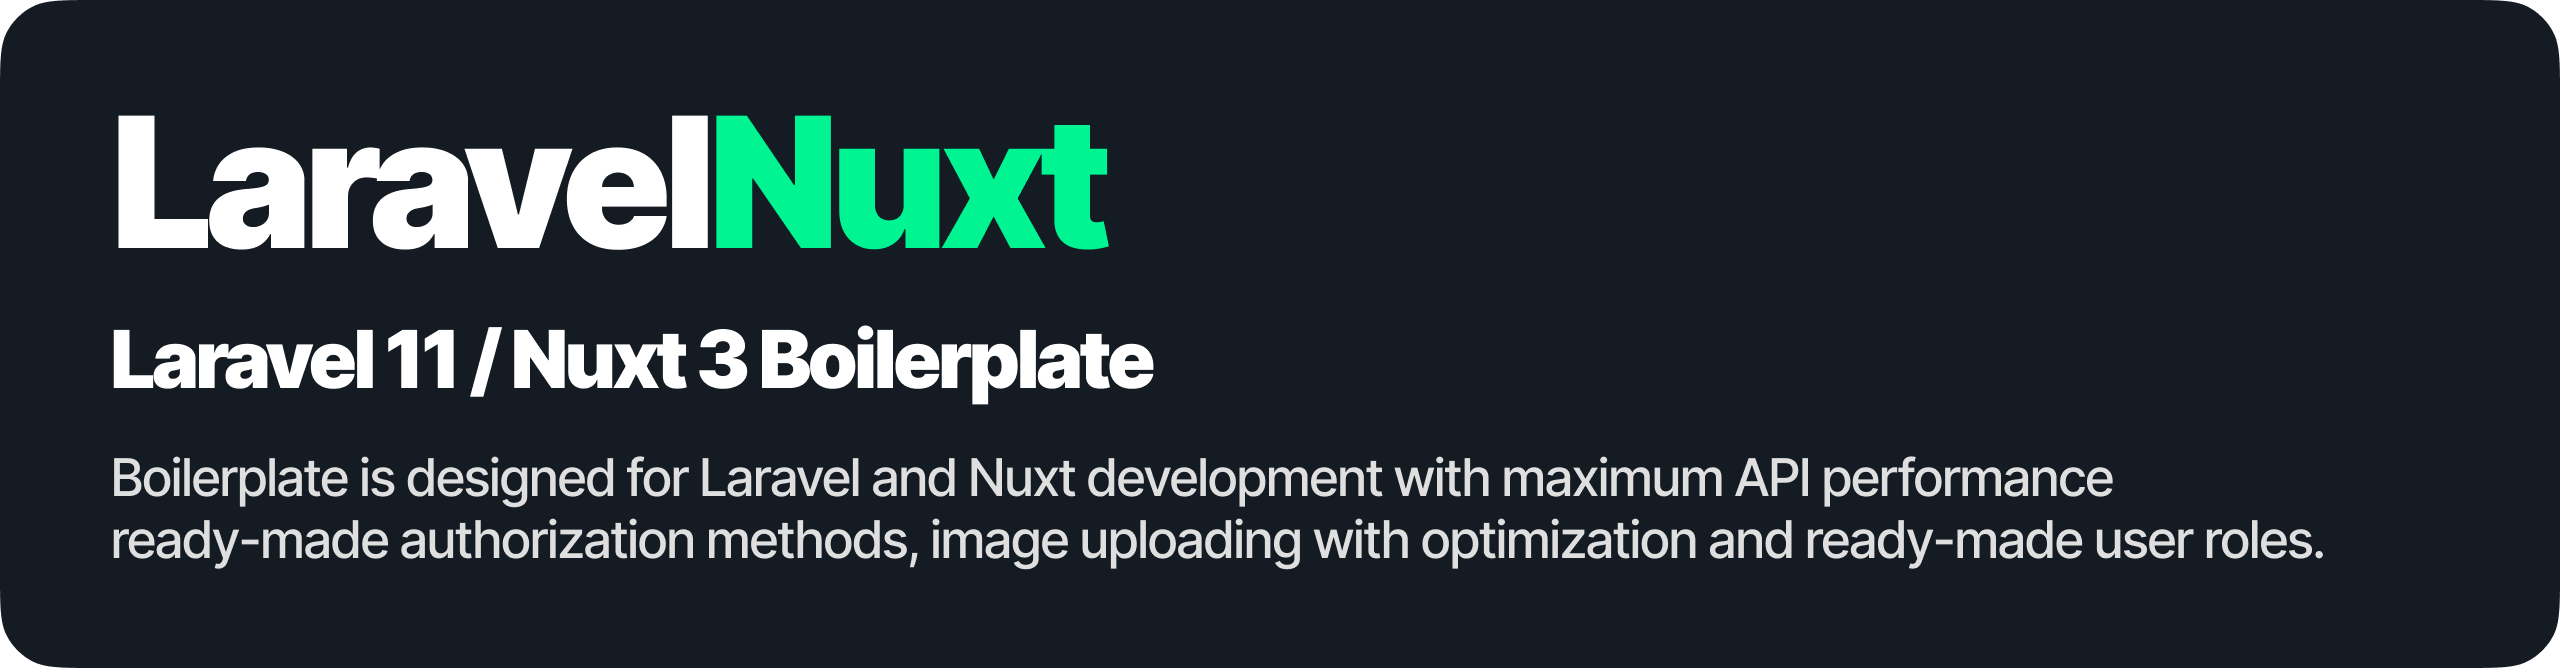 LaravelNuxt
Laravel 11 / Nuxt 3 Boilerplate
Boilerplate is designed for Laravel and Nuxt development with maximum API performance
ready-made authorization methods, image uploading with optimization and ready-made user roles.